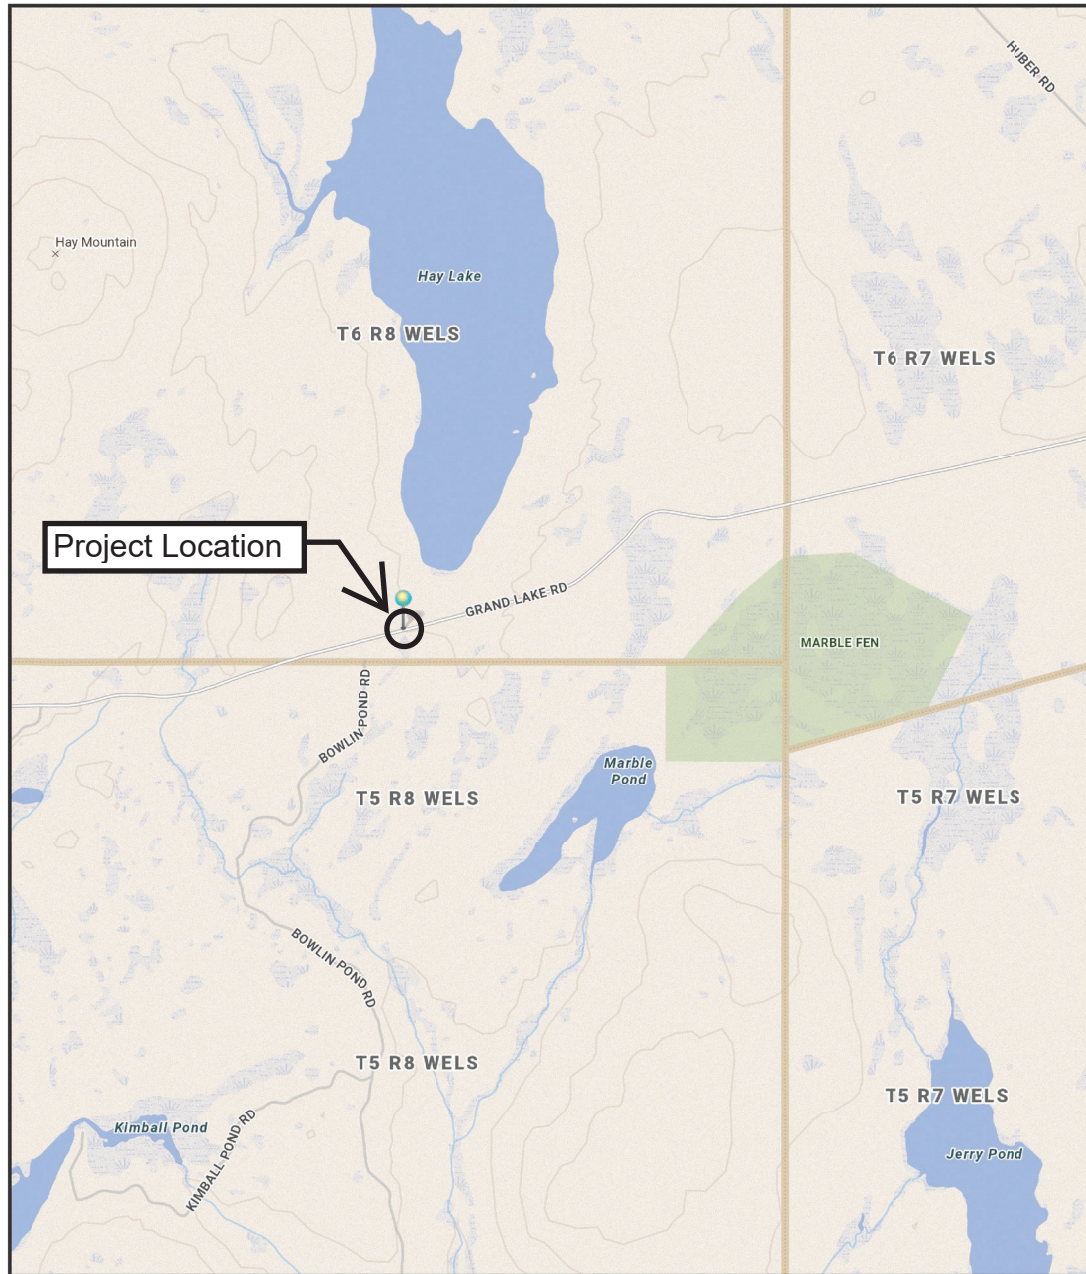 HUBER RD
Hay Mountain
Hay Lake
T6 R8 WELS
T6 R7 WELS
Project Location
GRAND LAKE RD
MARBLE FEN
BOWLIN POND RD
Marble
Pond
T5 R8 WELS
T5 R7 WELS
BOWLIN POND RD
T5 R8 WELS
T5 R7 WELS
Kimball Pond
KIMBALL POND RD
Jerry Pond